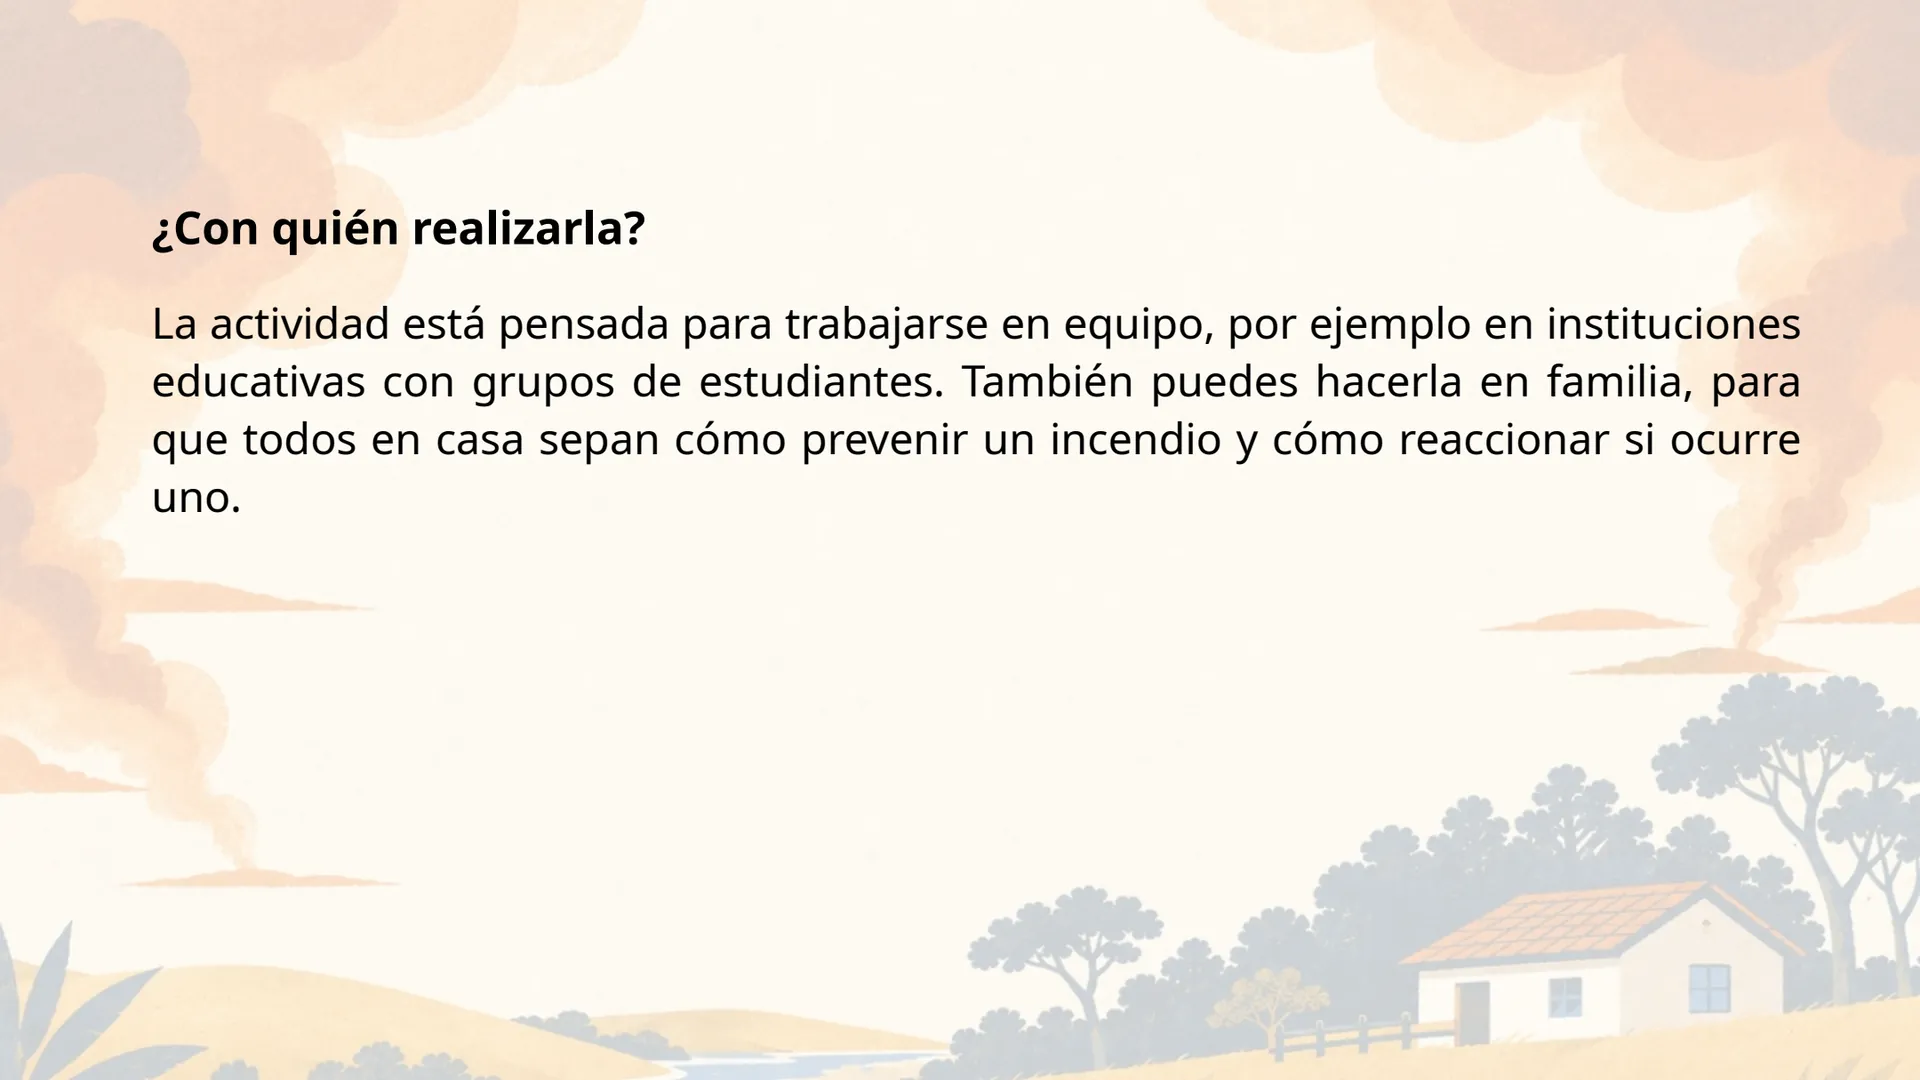 ¿Con quién realizarla?
La actividad está pensada para trabajarse en equipo, por ejemplo en instituciones
educativas con grupos de estudiantes. También puedes hacerla en familia, para
que todos en casa sepan cómo prevenir un incendio y cómo reaccionar si ocurre
uno.